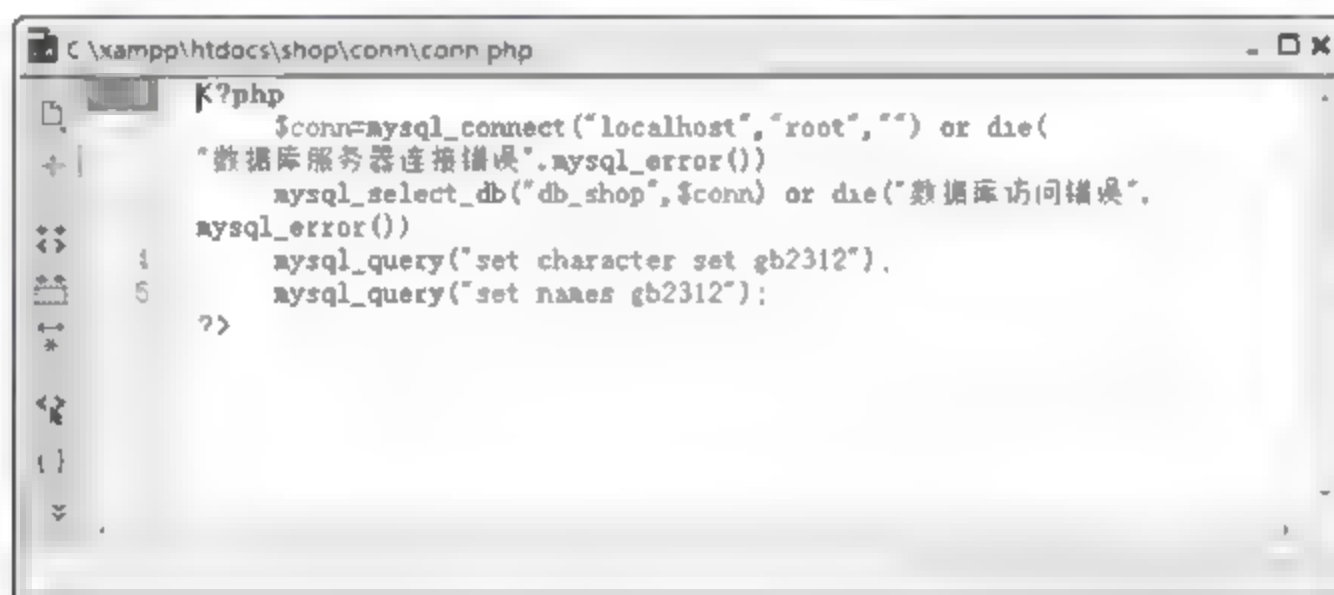 C \xampp\htdocs\shop\conn\conn php
<?php
$conn=mysql_connect("localhost","root","") or die(
"数据库服务器连接错误".mysql_error())
mysql_select_db("db_shop",$conn) or die("数据库访问错误".
mysql_error())
4 mysql_query("set character set gb2312"),
5 mysql_query("set names gb2312");
?>